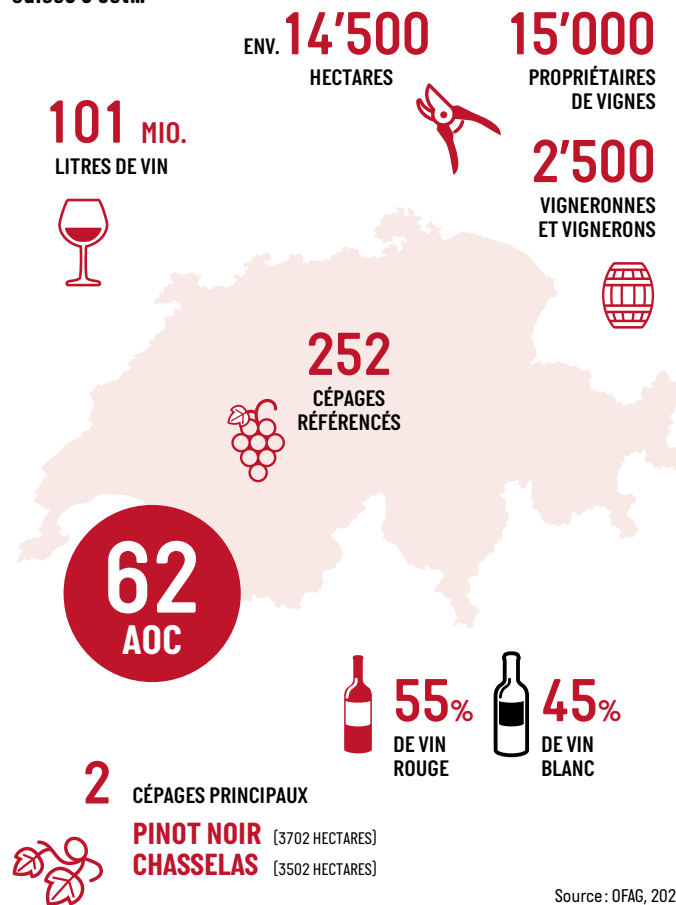 ENV. 14'500
HECTARES
15'000
PROPRIÉTAIRES
DE VIGNES
101 MIO.
LITRES DE VIN
2'500
VIGNERONNES
ET VIGNERONS
252
CÉPAGES
RÉFÉRENCÉS
62
AOC
55%
DE VIN
ROUGE
45%
DE VIN
BLANC
2 CÉPAGES PRINCIPAUX
PINOT NOIR (3702 HECTARES)
CHASSELAS (3502 HECTARES)
Source : OFAG, 202